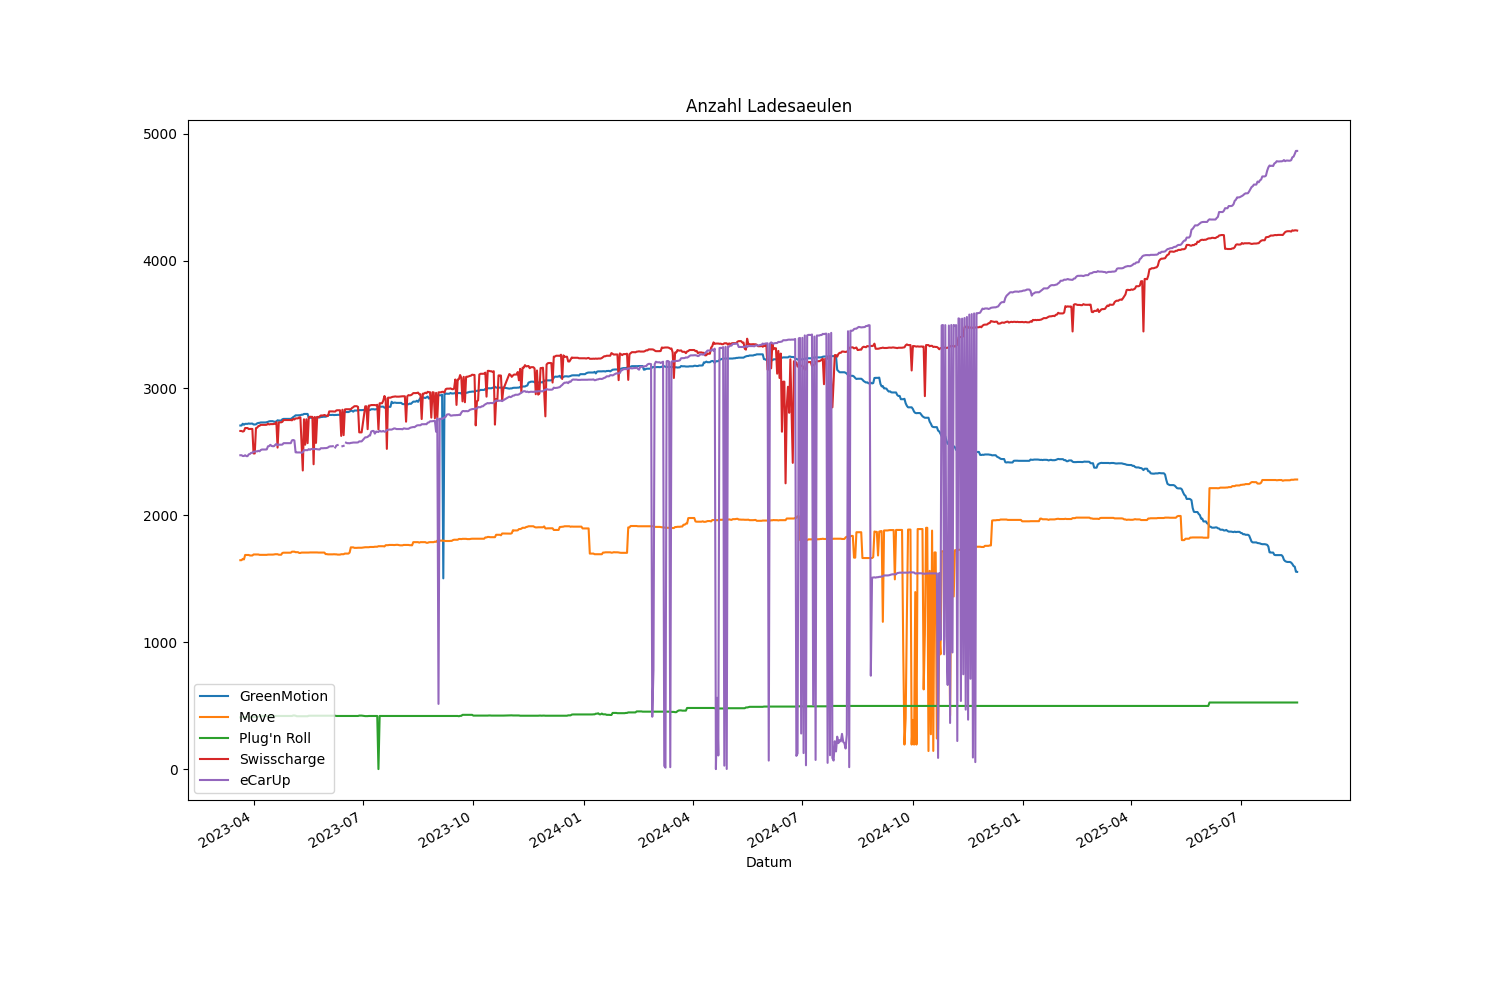 Anzahl Ladesaeulen
5000
4000
3000
2000
1000
0
GreenMotion
Move
Plug'n Roll
Swisscharge
eCarUp
2023-04
2023-07
2023-10
2024-01
2024-04
2024-07
2024-10
2025-01
2025-04
2025-07
Datum